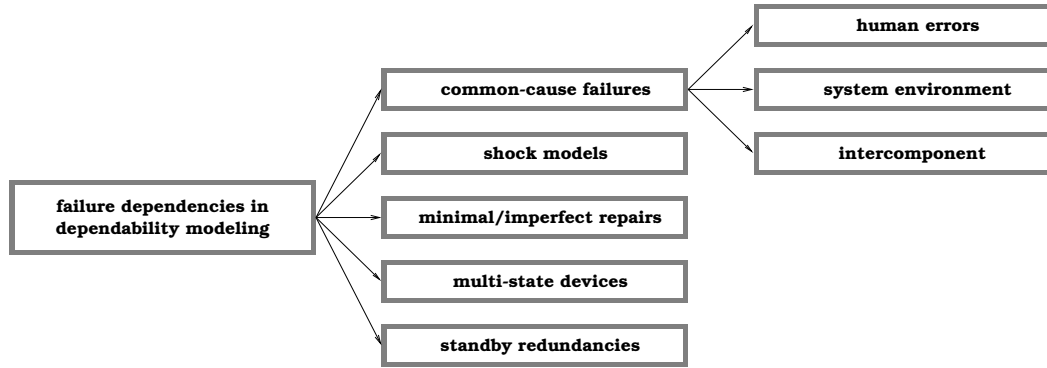 failure dependencies in
dependability modeling
common-cause failures
shock models
minimal/imperfect repairs
multi-state devices
standby redundancies
human errors
system environment
intercomponent